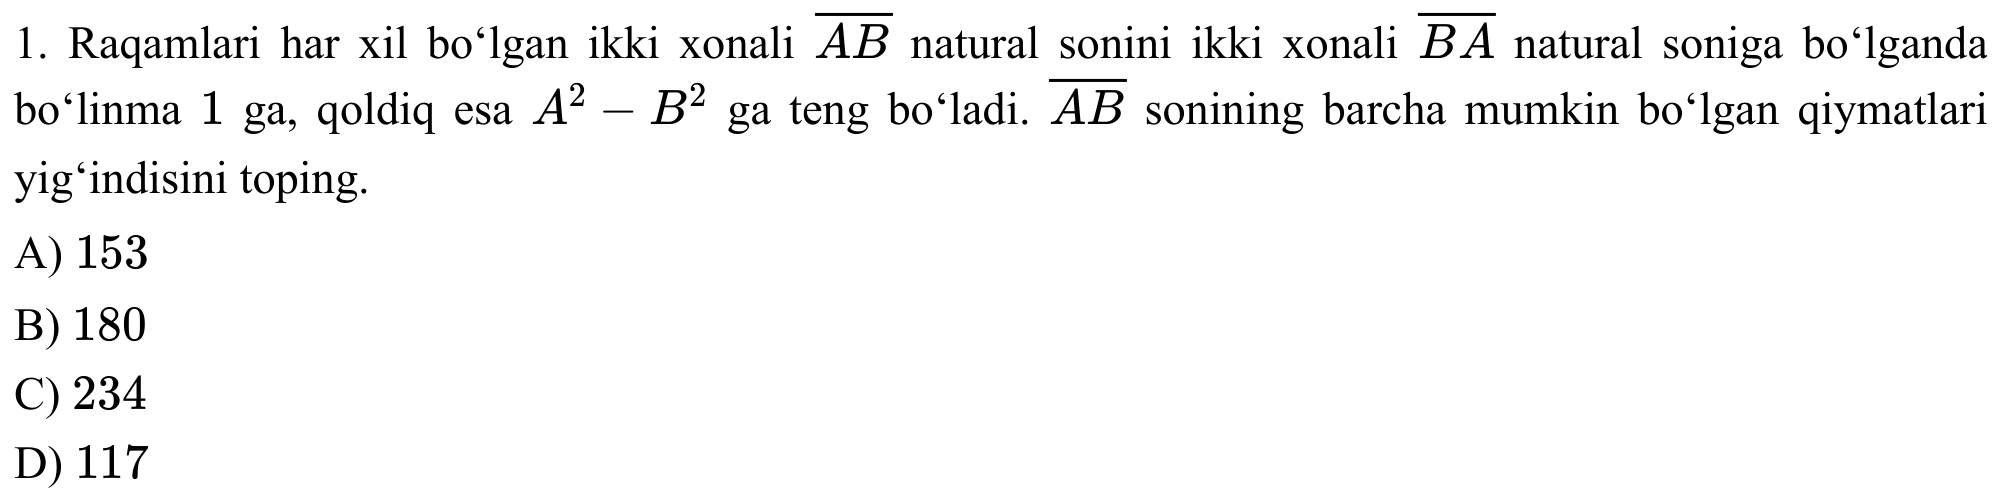 1. Raqamlari har xil bo‘lgan ikki xonali $\overline{AB}$ natural sonini ikki xonali $\overline{BA}$ natural soniga bo‘lganda
bo‘linma 1 ga, qoldiq esa $A^2 - B^2$ ga teng bo‘ladi. $\overline{AB}$ sonining barcha mumkin bo‘lgan qiymatlari
yig‘indisini toping.
A) 153
B) 180
C) 234
D) 117